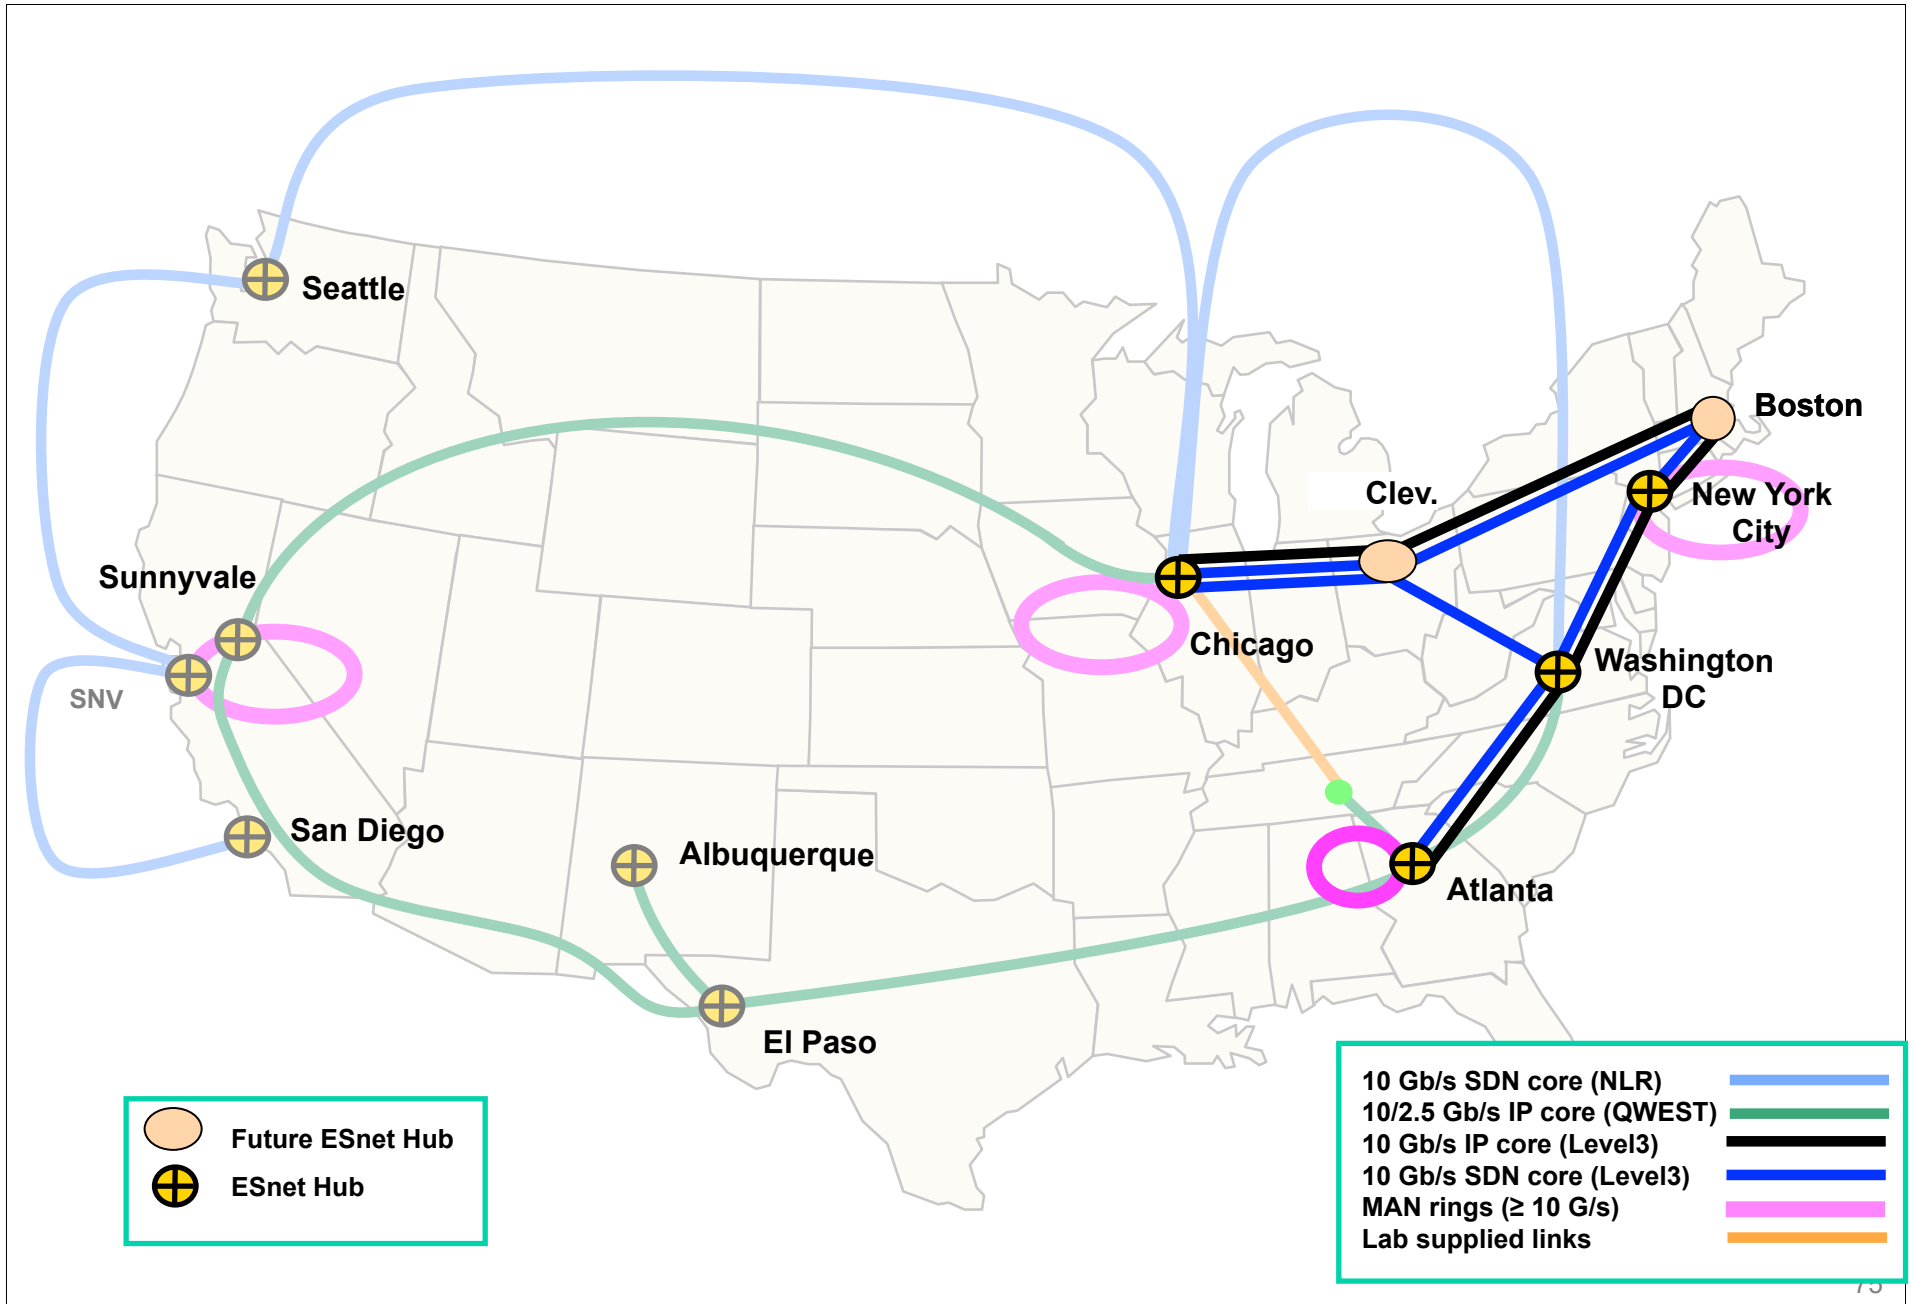 Seattle
Boston
Clev.
New York
City
Sunnyvale
Chicago
Washington
DC
SNV
San Diego
Albuquerque
Atlanta
El Paso
Future ESnet Hub
ESnet Hub
10 Gb/s SDN core (NLR)
10/2.5 Gb/s IP core (QWEST)
10 Gb/s IP core (Level3)
10 Gb/s SDN core (Level3)
MAN rings (≥ 10 G/s)
Lab supplied links
75